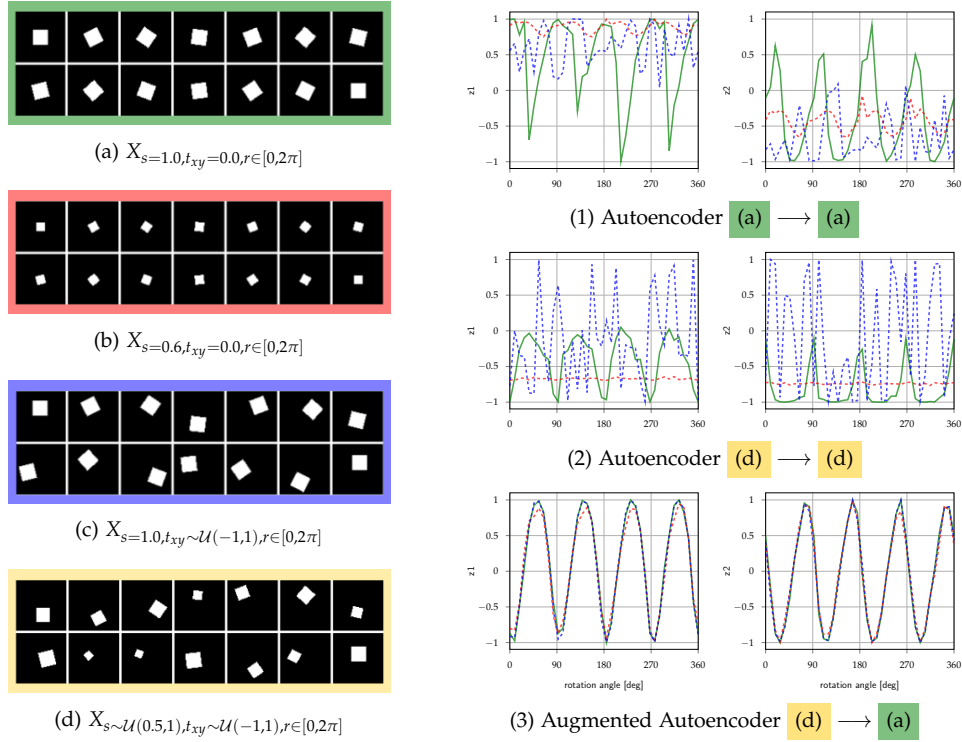 (a) X_{s=1.0,t_{xy}=0.0,r∈[0,2π]}
(b) X_{s=0.6,t_{xy}=0.0,r∈[0,2π]}
(c) X_{s=1.0,t_{xy}∼𝒰(−1,1),r∈[0,2π]}
(d) X_{s∼𝒰(0.5,1),t_{xy}∼𝒰(−1,1),r∈[0,2π]}
1
0.5
0
−0.5
−1
z1
0 90 180 270 360
1
0.5
0
−0.5
−1
z2
0 90 180 270 360
(1) Autoencoder (a) ⟶ (a)
1
0.5
0
−0.5
−1
z1
0 90 180 270 360
1
0.5
0
−0.5
−1
z2
0 90 180 270 360
(2) Autoencoder (d) ⟶ (d)
1
0.5
0
−0.5
−1
z1
0 90 180 270 360
rotation angle [deg]
1
0.5
0
−0.5
−1
z2
0 90 180 270 360
rotation angle [deg]
(3) Augmented Autoencoder (d) ⟶ (a)